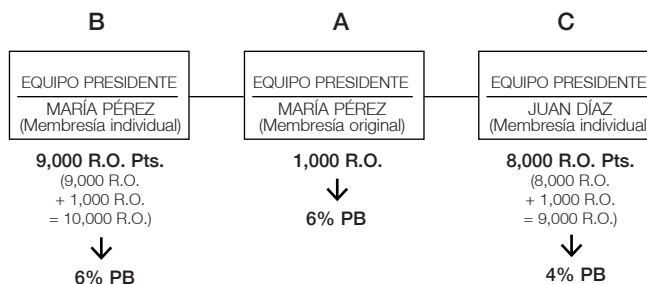 B
EQUIPO PRESIDENTE
MARÍA PÉREZ
(Membresía individual)
9,000 R.O. Pts.
(9,000 R.O.
+ 1,000 R.O.
= 10,000 R.O.)
6% PB
A
EQUIPO PRESIDENTE
MARÍA PÉREZ
(Membresía original)
1,000 R.O.
6% PB
C
EQUIPO PRESIDENTE
JUAN DÍAZ
(Membresía individual)
8,000 R.O. Pts.
(8,000 R.O.
+ 1,000 R.O.
= 9,000 R.O.)
4% PB